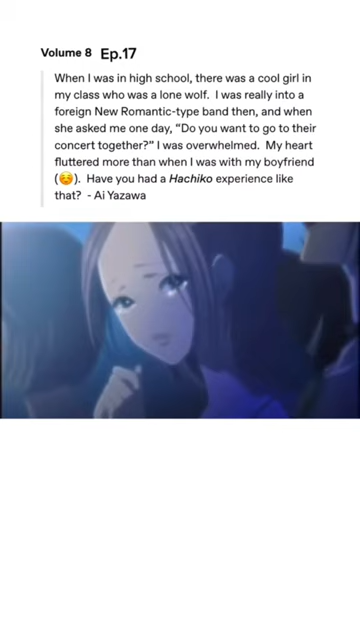 Volume 8 Ep.17
When I was in high school, there was a cool girl in
my class who was a lone wolf. I was really into a
foreign New Romantic-type band then, and when
she asked me one day, “Do you want to go to their
concert together?” I was overwhelmed. My heart
fluttered more than when I was with my boyfriend
(☺️). Have you had a Hachiko experience like
that? - Ai Yazawa